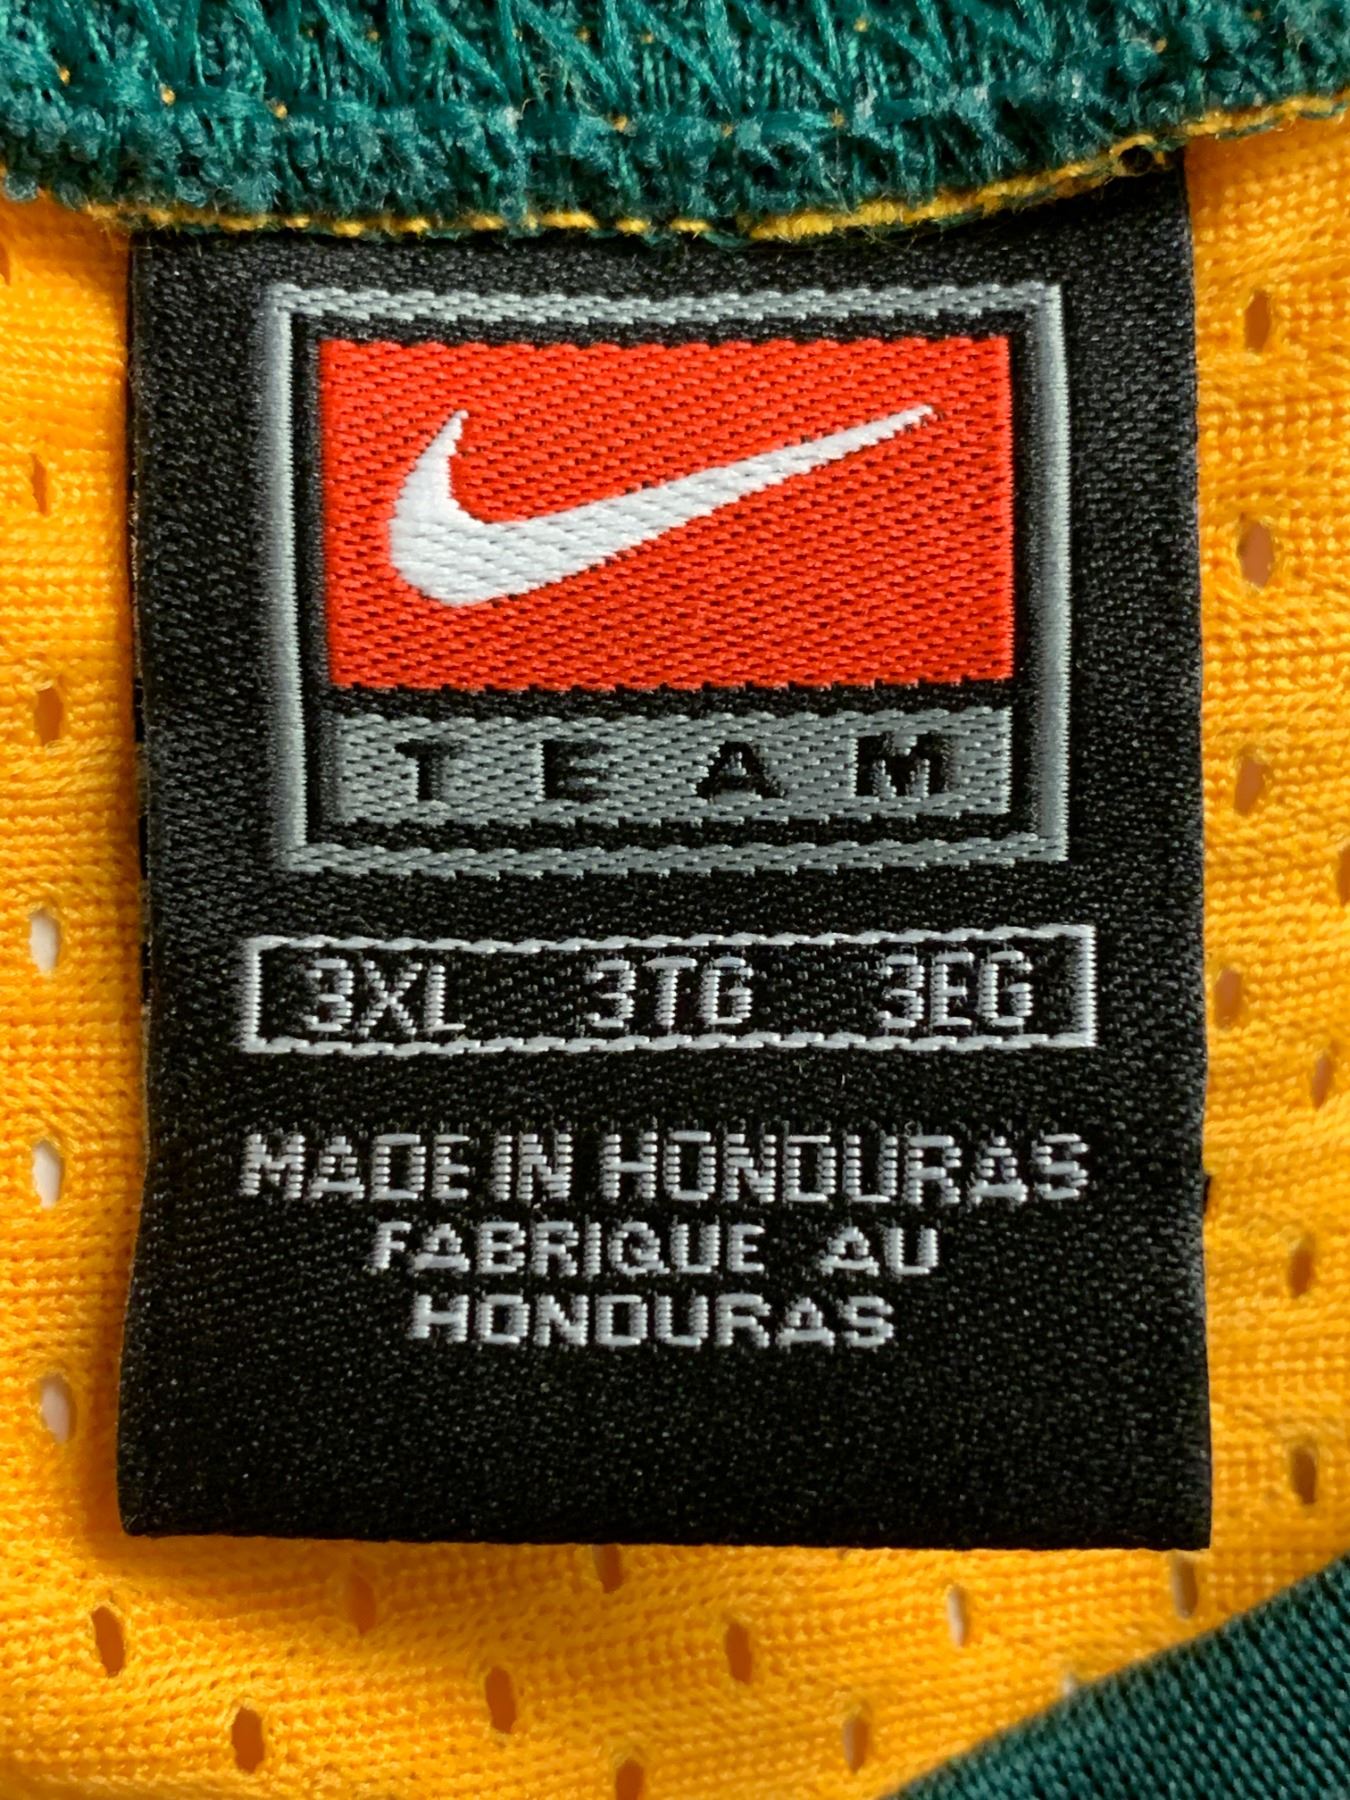 TEAM
3XL 3TG 3EG
MADE IN HONDURAS
FABRIQUE AU
HONDURAS